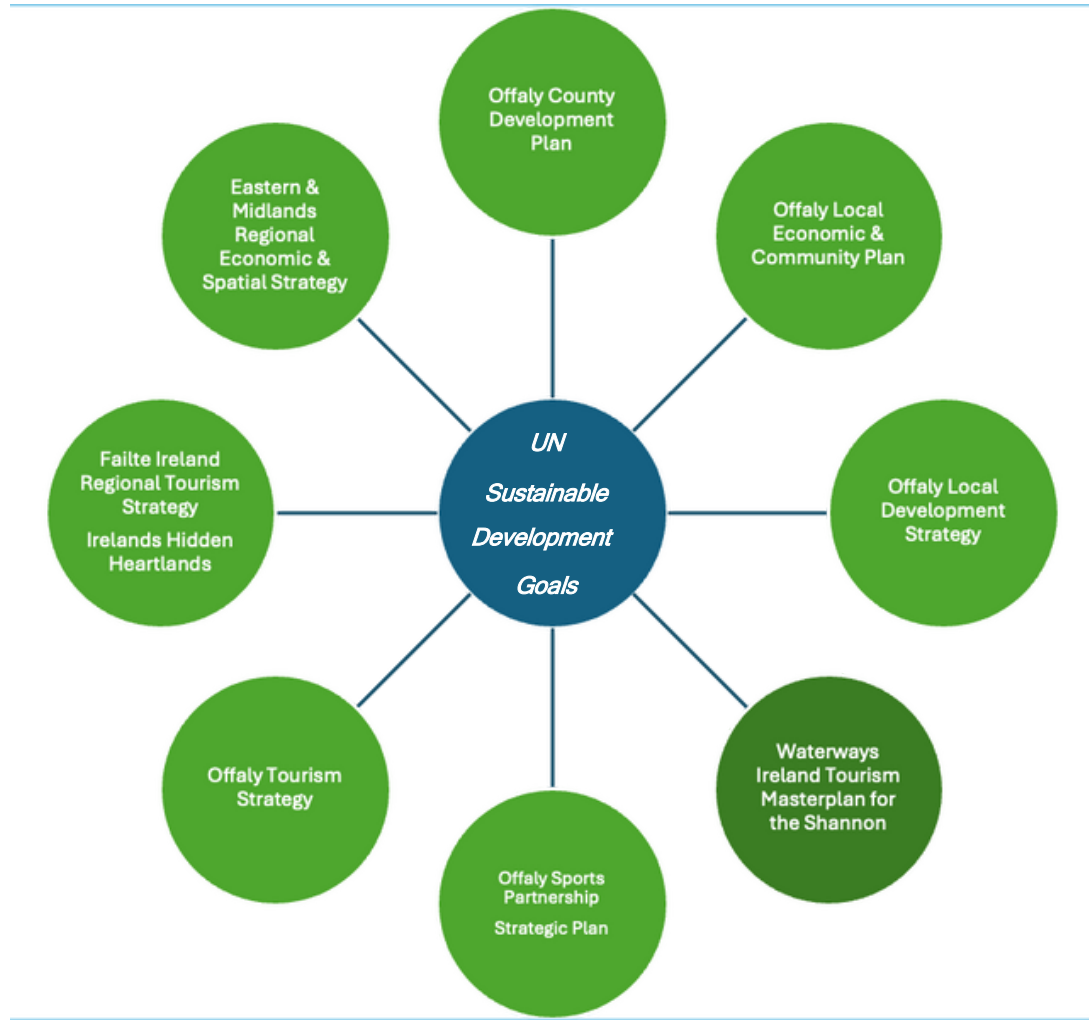 Offaly County
Development
Plan
Offaly Local
Economic &
Community Plan
Offaly Local
Development
Strategy
Waterways
Ireland Tourism
Masterplan for
the Shannon
Offaly Sports
Partnership
Strategic Plan
Offaly Tourism
Strategy
Failte Ireland
Regional Tourism
Strategy
Irelands Hidden
Heartlands
Eastern &
Midlands
Regional
Economic &
Spatial Strategy
UN
Sustainable
Development
Goals